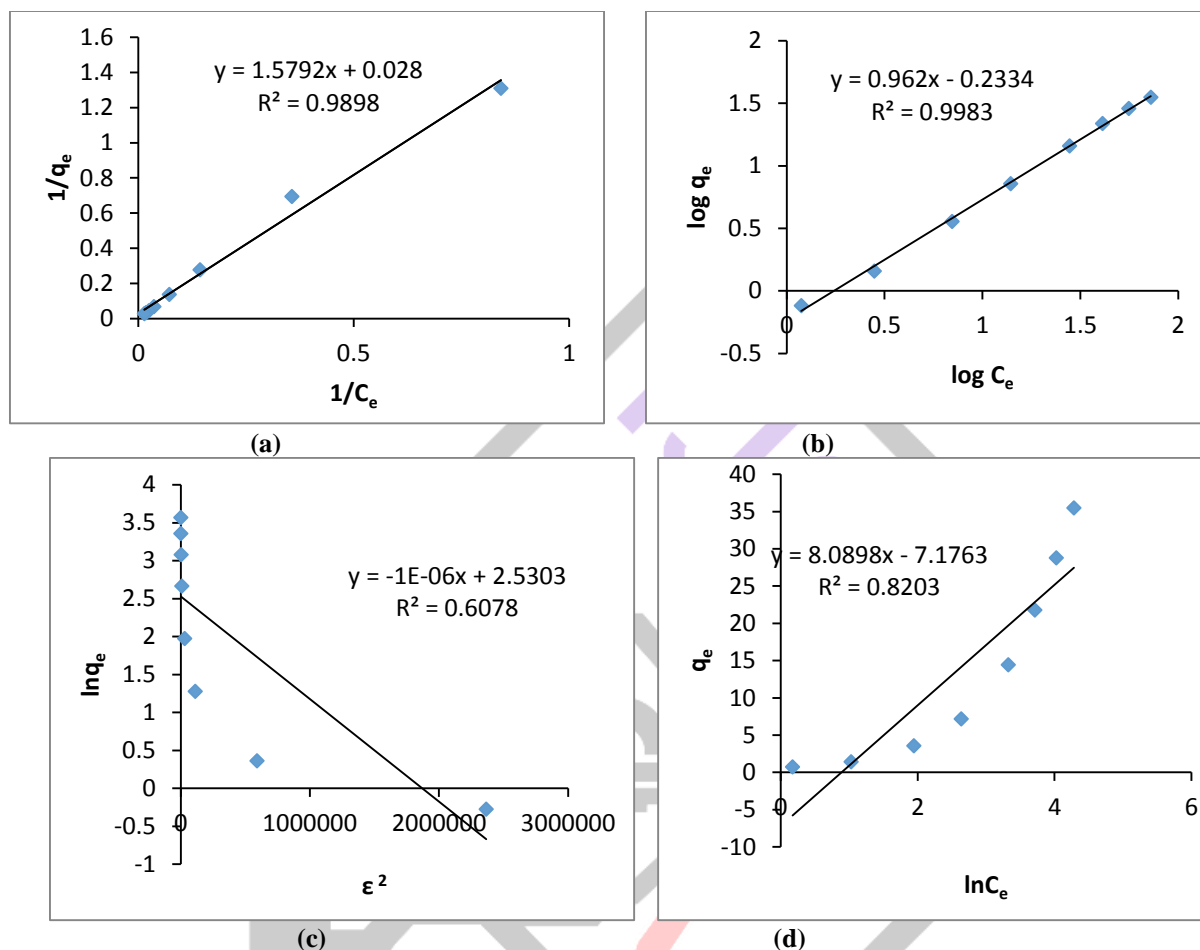 1.6
1.4
1.2
1
0.8
0.6
0.4
0.2
0
y = 1.5792x + 0.028
R² = 0.9898
1/qₑ
0 0.5 1
1/Cₑ
(a)
2
1.5
1
0.5
0
-0.5
y = 0.962x - 0.2334
R² = 0.9983
log qₑ
0 0.5 1 1.5 2
log Cₑ
(b)
4
3.5
3
2.5
2
1.5
1
0.5
0
-0.5
-1
y = -1E-06x + 2.5303
R² = 0.6078
lnqₑ
0 1000000 2000000 3000000
ε²
(c)
40
35
30
25
20
15
10
5
0
-5
-10
y = 8.0898x - 7.1763
R² = 0.8203
qₑ
0 2 4 6
lnCₑ
(d)